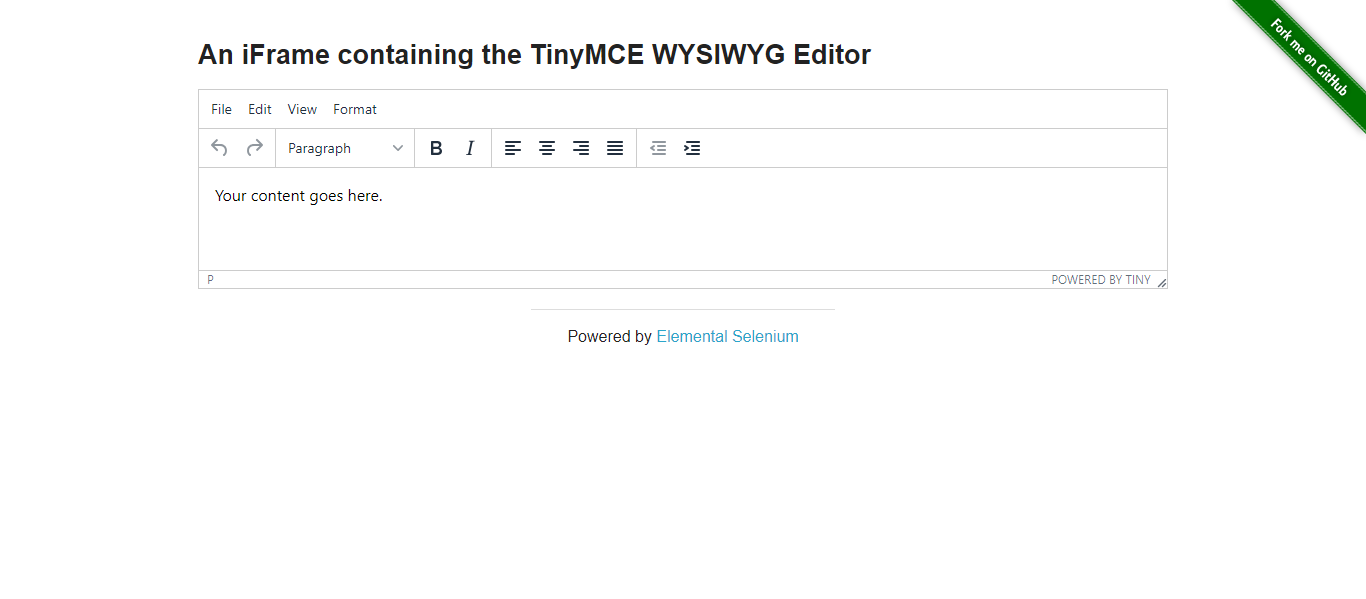 Fork me on GitHub
An iFrame containing the TinyMCE WYSIWYG Editor
File Edit View Format
Paragraph B I
Your content goes here.
P POWERED BY TINY
Powered by Elemental Selenium